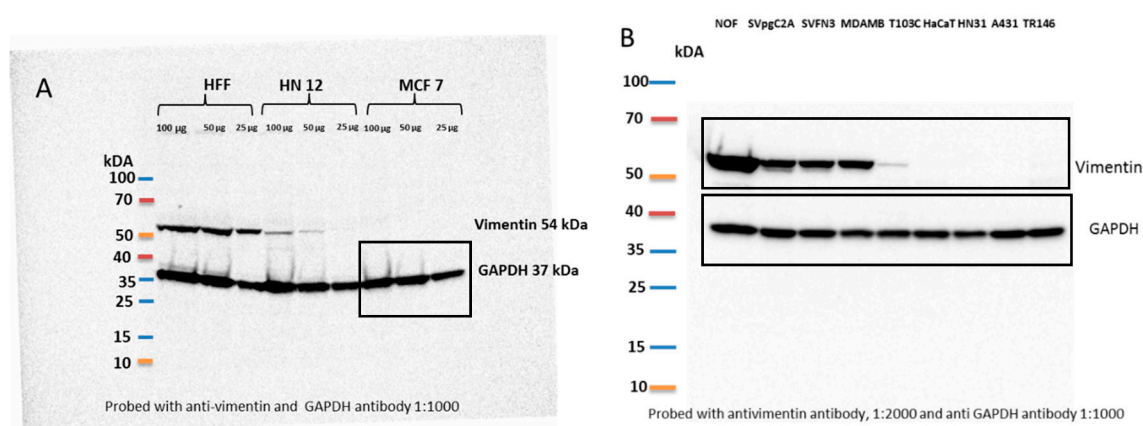 A
HFF HN 12 MCF 7
100 µg 50 µg 25 µg 100 µg 50 µg 25 µg 100 µg 50 µg 25 µg
kDA
100
70
50
40
35
25
15
10
Vimentin 54 kDa
GAPDH 37 kDa
Probed with anti-vimentin and GAPDH antibody 1:1000
B
NOF SVpgC2A SVFN3 MDAMB T103C HaCaT HN31 A431 TR146
kDA
100
70
50
40
35
25
15
10
Vimentin
GAPDH
Probed with antivimentin antibody, 1:2000 and anti GAPDH antibody 1:1000